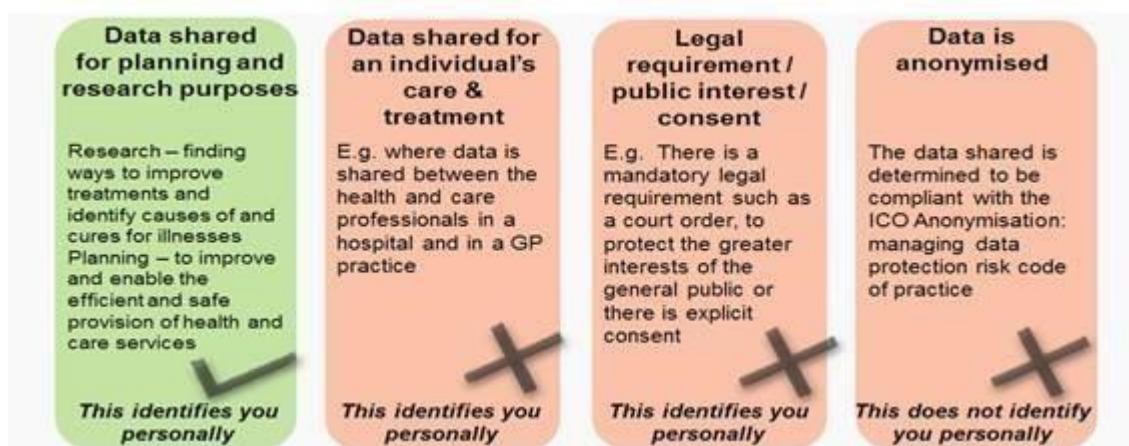 Data shared
for planning and
research purposes
Research – finding
ways to improve
treatments and
identify causes of and
cures for illnesses
Planning – to improve
and enable the
efficient and safe
provision of health and
care services
This identifies you
personally
Data shared for
an individual's
care &
treatment
E.g. where data is
shared between the
health and care
professionals in a
hospital and in a GP
practice
This identifies you
personally
Legal
requirement /
public interest /
consent
E.g. There is a
mandatory legal
requirement such as
a court order, to
protect the greater
interests of the
general public or
there is explicit
consent
This identifies you
personally
Data is
anonymised
The data shared is
determined to be
compliant with the
ICO Anonymisation:
managing data
protection risk code
of practice
This does not identify
you personally